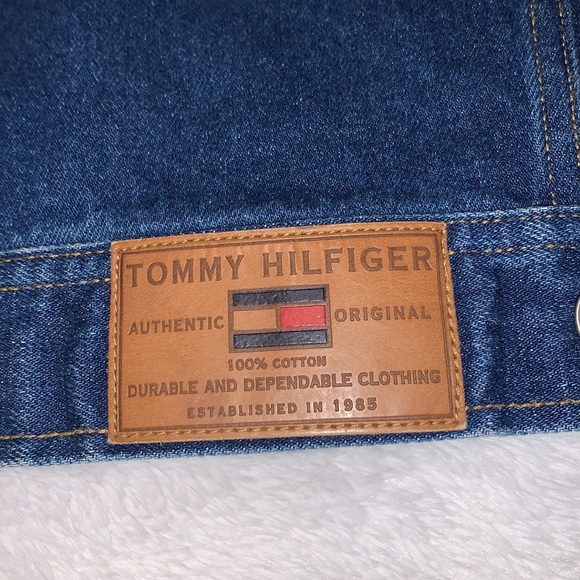 TOMMY HILFIGER
AUTHENTIC ORIGINAL
100% COTTON
DURABLE AND DEPENDABLE CLOTHING
ESTABLISHED IN 1985